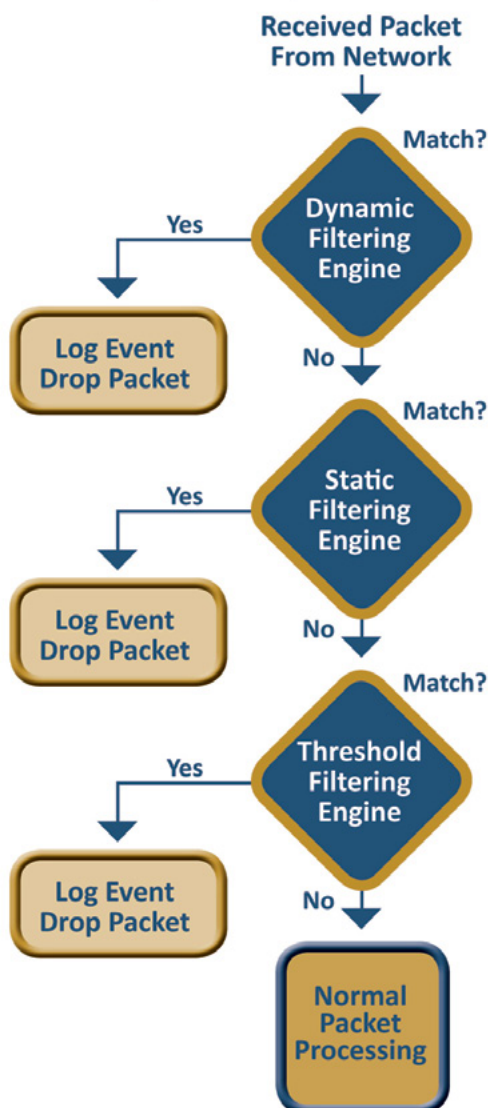 Received Packet
From Network
Match?
Dynamic
Filtering
Engine
Yes
Log Event
Drop Packet
No
Match?
Static
Filtering
Engine
Yes
Log Event
Drop Packet
No
Match?
Threshold
Filtering
Engine
Yes
Log Event
Drop Packet
No
Normal
Packet
Processing